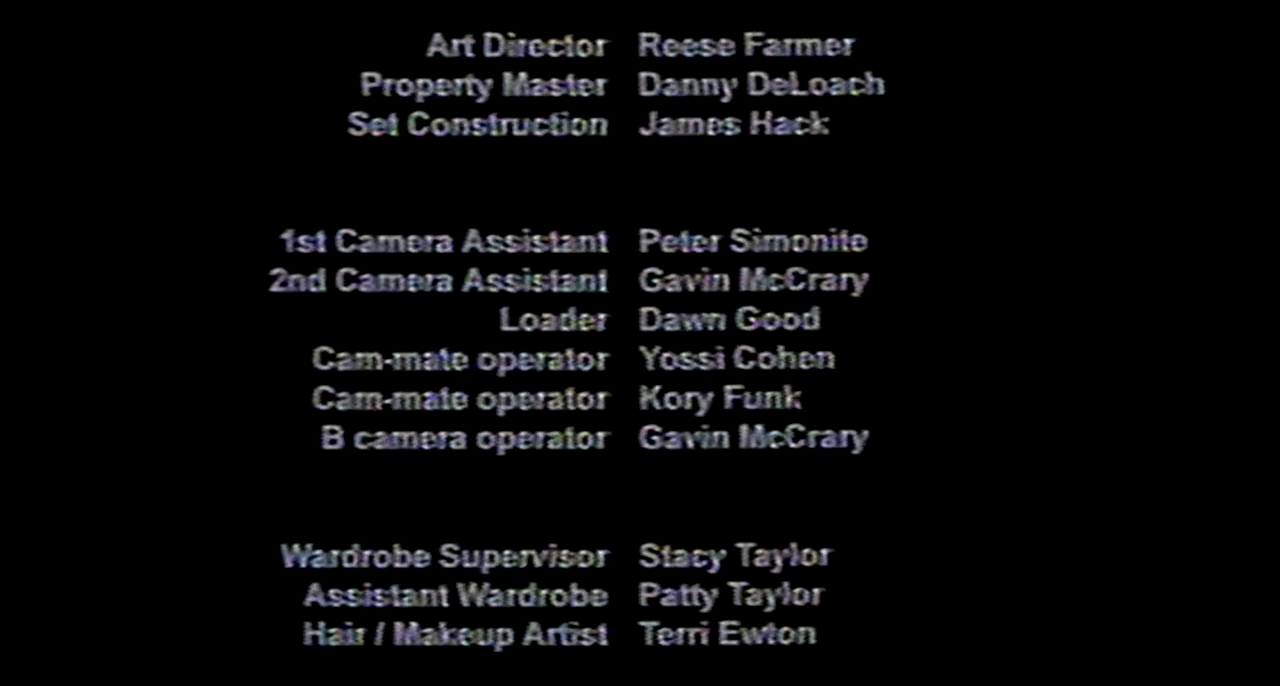 Art Director Reese Farmer
Property Master Danny DeLoach
Set Construction James Hack
1st Camera Assistant Peter Simonite
2nd Camera Assistant Gavin McCrary
Loader Dawn Good
Cam-mate operator Yossi Cohen
Cam-mate operator Kory Funk
B camera operator Gavin McCrary
Wardrobe Supervisor Stacy Taylor
Assistant Wardrobe Patty Taylor
Hair / Makeup Artist Terri Ewton